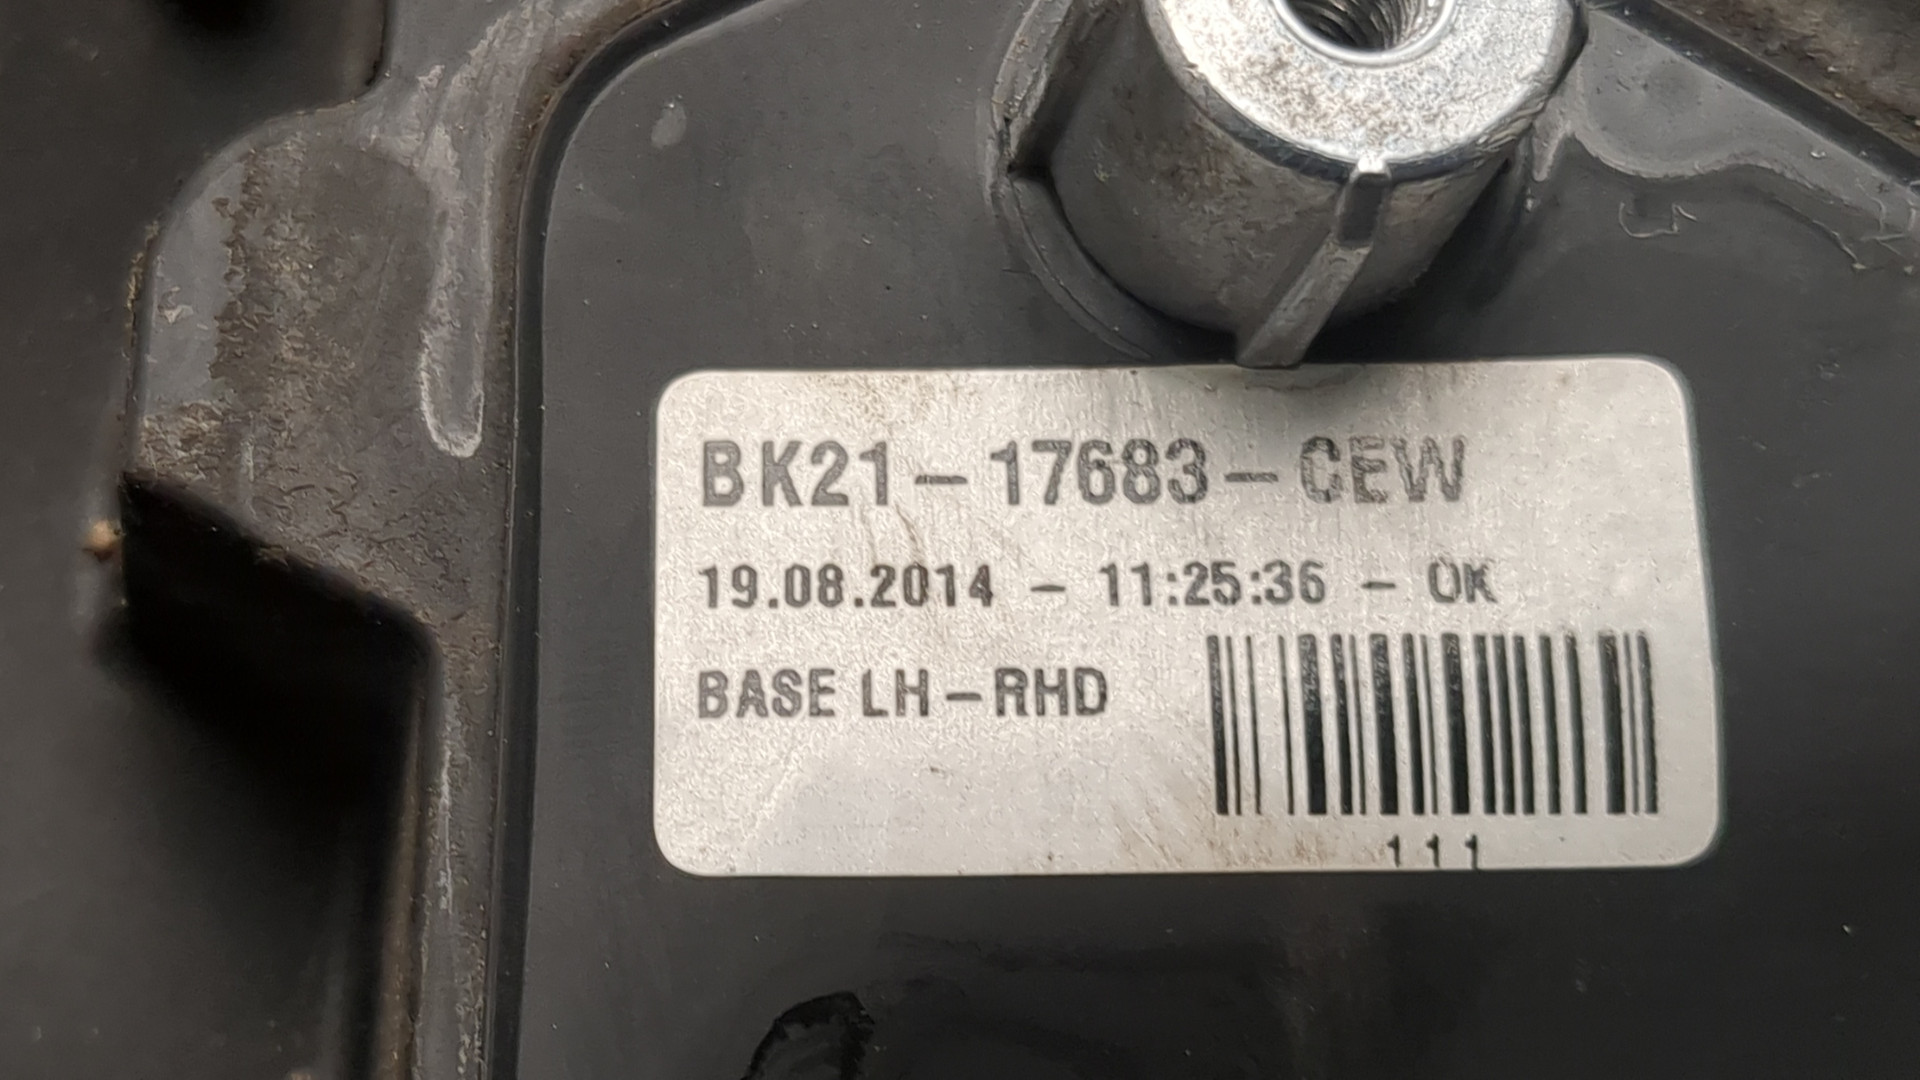 BK21-17683-CEW
19.08.2014 - 11:25:36 - OK
BASE LH-RHD
111